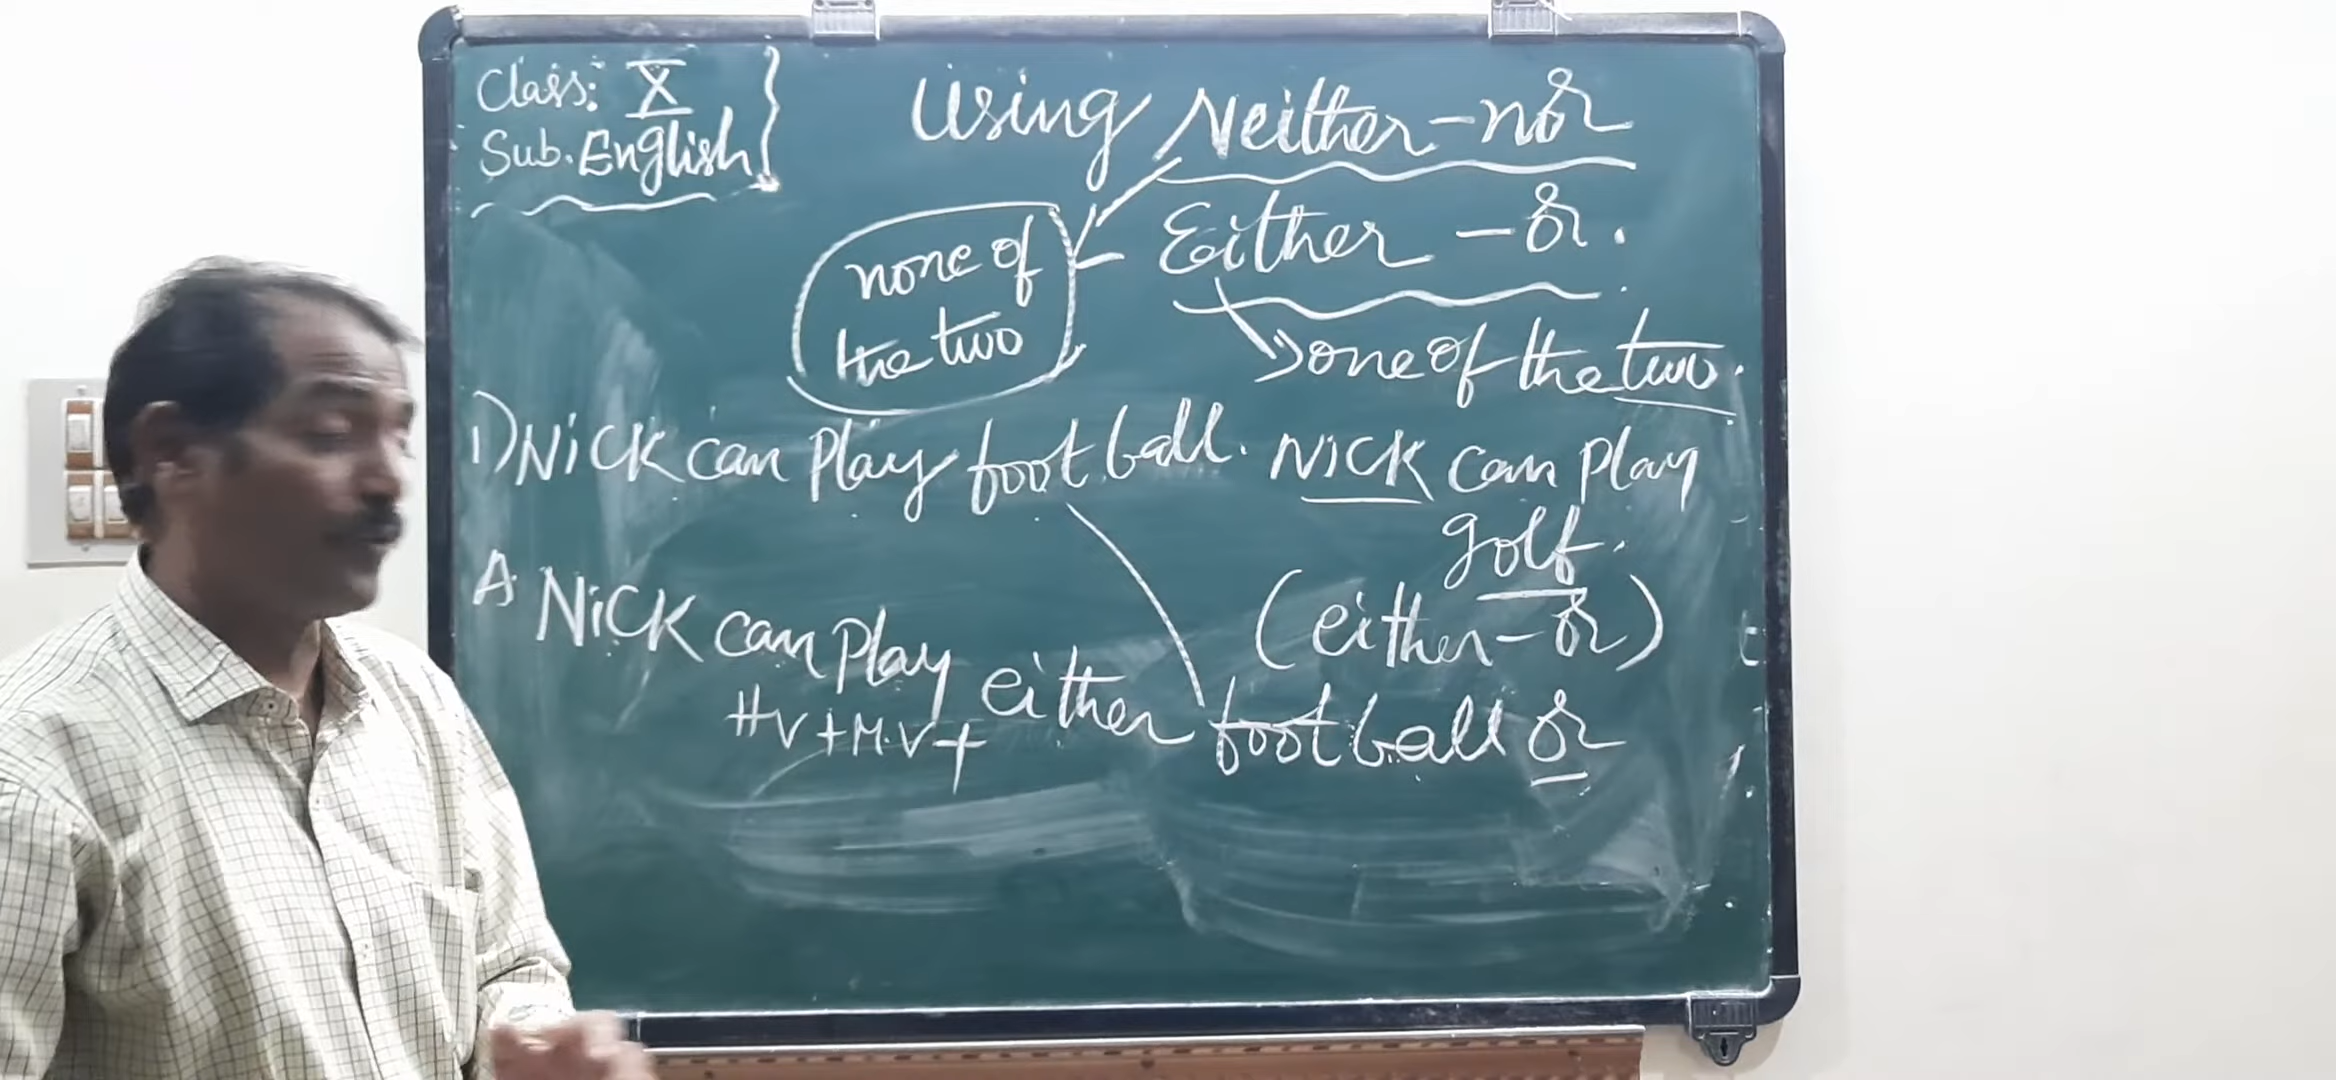 Class: X
Sub. English
Using Neither - nor
Either - or.
none of
the two
one of the two.
1) NiCK can play football. NiCK can play
golf.
(either - or)
A NiCK can play either football or
HV + M.V +